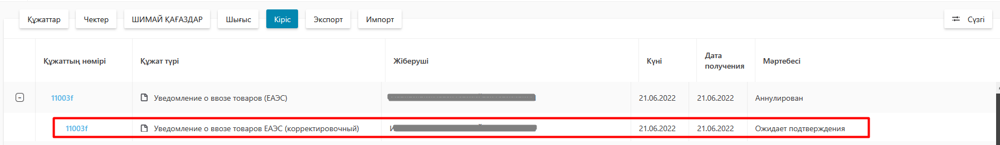 Құжаттар Чектер ШИМАЙ ҚАҒАЗДАР Шығыс Кіріс Экспорт Импорт Сүзгі
Құжаттың нөмірі Құжат түрі Жіберуші Күні Дата получения Мәртебесі
11003f Уведомление о ввозе товаров (ЕАЭС) 21.06.2022 21.06.2022 Аннулирован
11003f Уведомление о ввозе товаров ЕАЭС (корректировочный) 21.06.2022 21.06.2022 Ожидает подтверждения